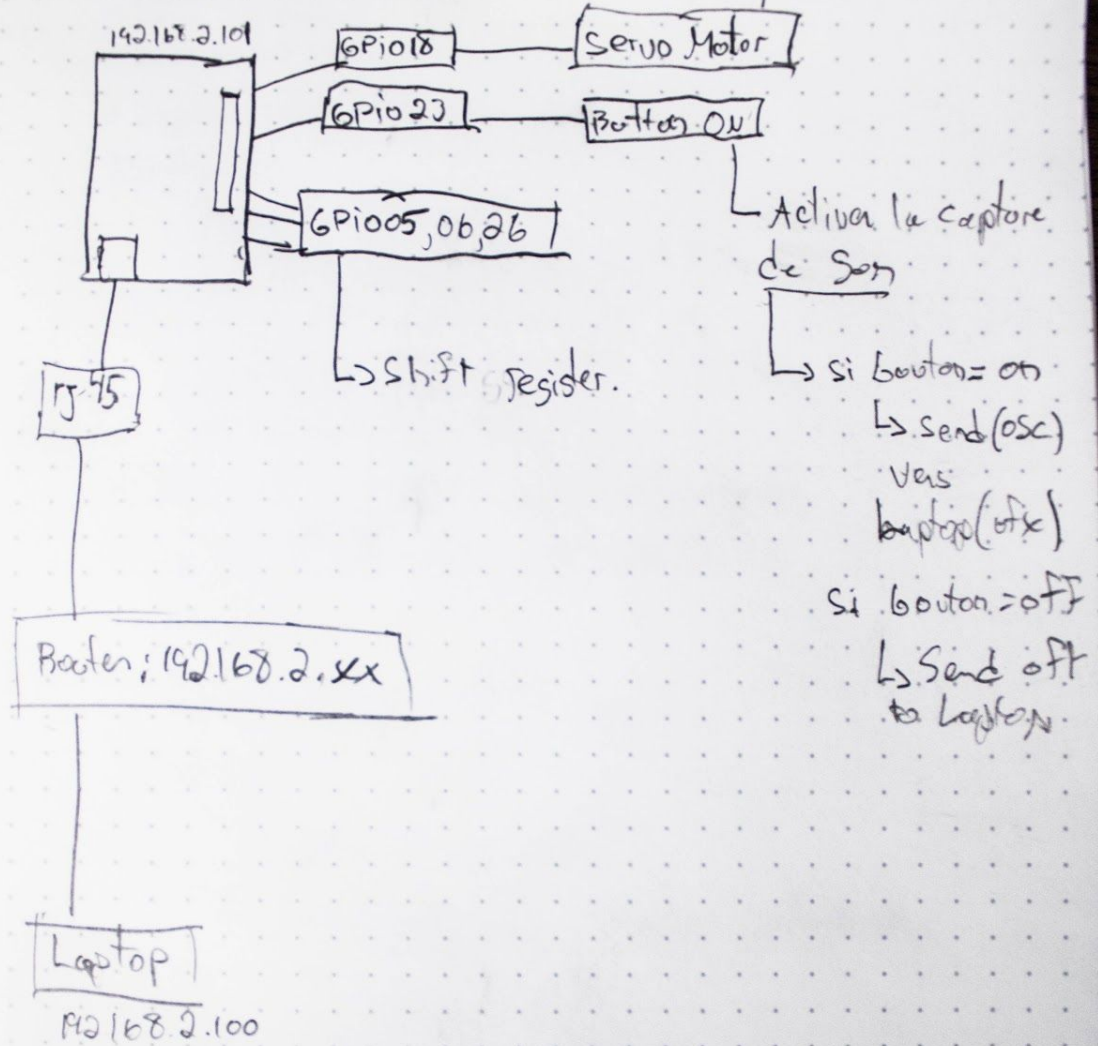 192.168.2.101
GPio18
Servo Motor
GPio23
Button ON
GPio05,06,26
Activer la capture
de Son
Shift register.
rj-45
si bouton= on
send(osc)
vers
laptop(ofx)
si bouton=off
Send off
to Laptop
Router: 192.168.2.xx
Laptop
192.168.2.100